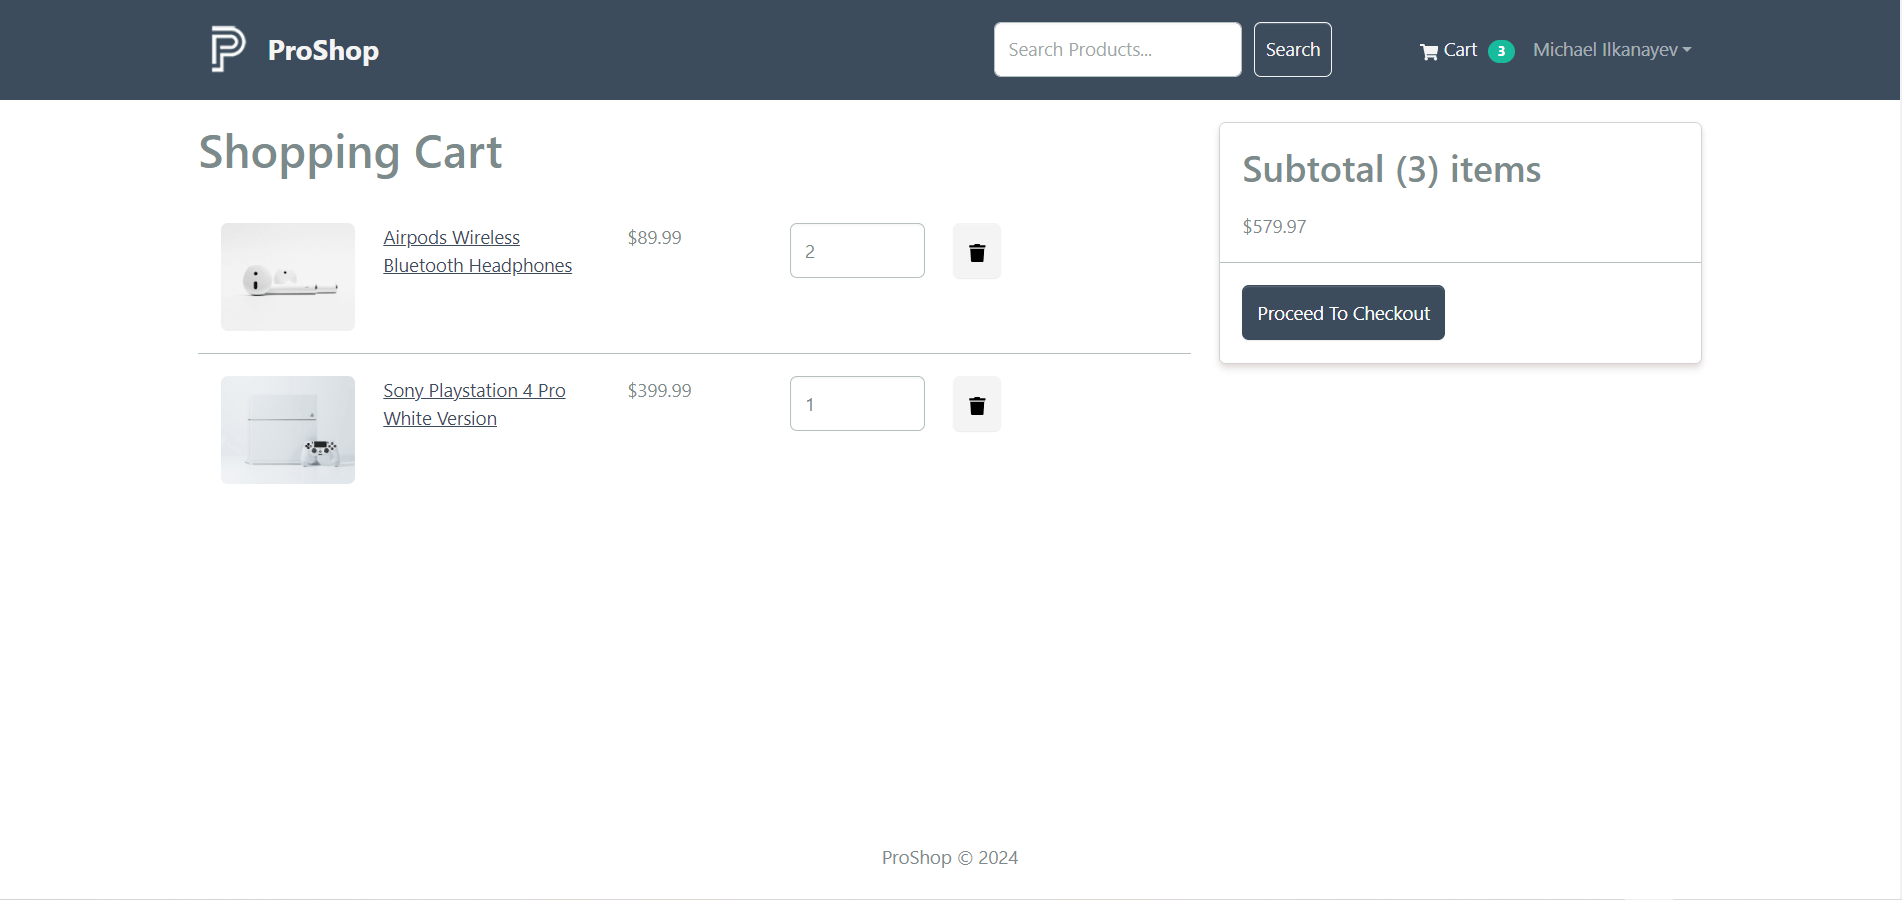 ProShop
Search Products...
Search
Cart 3
Michael Ilkanayev
Shopping Cart
Airpods Wireless
Bluetooth Headphones
$89.99
2
Sony Playstation 4 Pro
White Version
$399.99
1
Subtotal (3) items
$579.97
Proceed To Checkout
ProShop © 2024